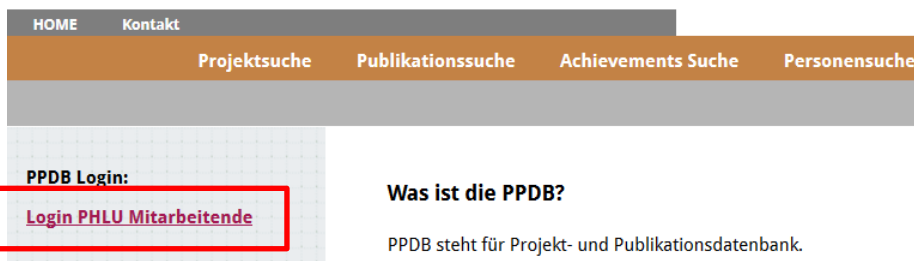 HOME Kontakt
Projektsuche Publikationssuche Achievements Suche Personensuche
PPDB Login:
Login PHLU Mitarbeitende
Was ist die PPDB?
PPDB steht für Projekt- und Publikationsdatenbank.